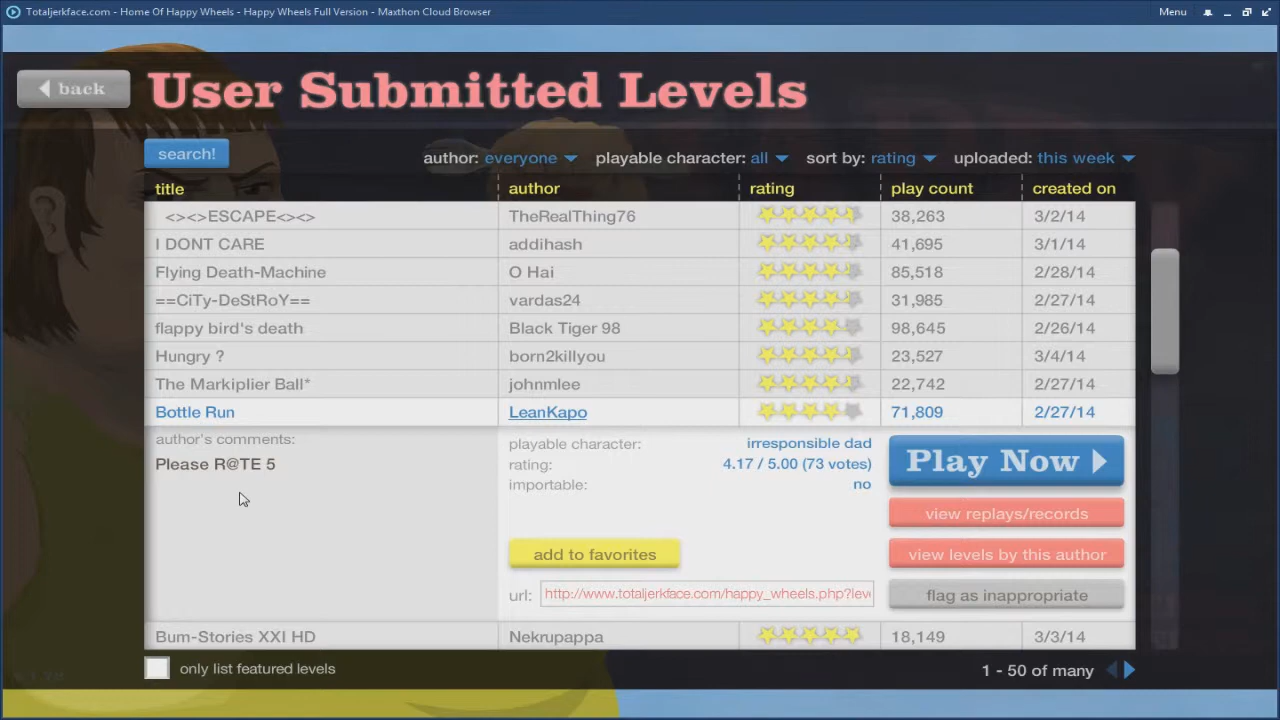 Totaljerkface.com - Home Of Happy Wheels - Happy Wheels Full Version - Maxthon Cloud Browser
Menu
back
User Submitted Levels
search!
author: everyone playable character: all sort by: rating uploaded: this week
title author rating play count created on
<><>ESCAPE<><> TheRealThing76 38,263 3/2/14
I DONT CARE addihash 41,695 3/1/14
Flying Death-Machine O Hai 85,518 2/28/14
==CiTy-DeStRoY== vardas24 31,985 2/27/14
flappy bird's death Black Tiger 98 98,645 2/26/14
Hungry ? born2killyou 23,527 3/4/14
The Markiplier Ball* johnmlee 22,742 2/27/14
Bottle Run LeanKapo 71,809 2/27/14
author's comments:
Please R@TE 5
playable character: irresponsible dad
rating: 4.17 / 5.00 (73 votes)
importable: no
add to favorites
url: http://www.totaljerkface.com/happy_wheels.php?leve
Play Now
view replays/records
view levels by this author
flag as inappropriate
Bum-Stories XXI HD Nekrupappa 18,149 3/3/14
only list featured levels
1 - 50 of many